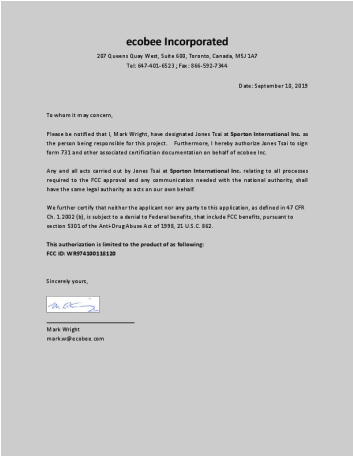 ecobee Incorporated
207 Queens Quay West, Suite 600, Toronto, Canada, M5J 1A7
Tel: 647-401-6523 ; Fax: 866-592-7344
Date: September 10, 2019
To whom it may concern,
Please be notified that I, Mark Wright, have designated Jones Tsai at Sporton International Inc. as
the person being responsible for this project. Furthermore, I hereby authorize Jones Tsai to sign
form 731 and other associated certification documentation on behalf of ecobee Inc.
Any and all acts carried out by Jones Tsai at Sporton International Inc. relating to all processes
required to the FCC approval and any communication needed with the national authority, shall
have the same legal authority as acts an our own behalf.
We further certify that neither the applicant nor any party to this application, as defined in 47 CFR
Ch. 1.2002 (b), is subject to a denial to Federal benefits, that include FCC benefits, pursuant to
section 5301 of the Anti-Drug Abuse Act of 1998, 21 U.S.C. 862.
This authorization is limited to the product of as following:
FCC ID: WR9741001181120
Sincerely yours,
Mark Wright
mark.w@ecobee.com